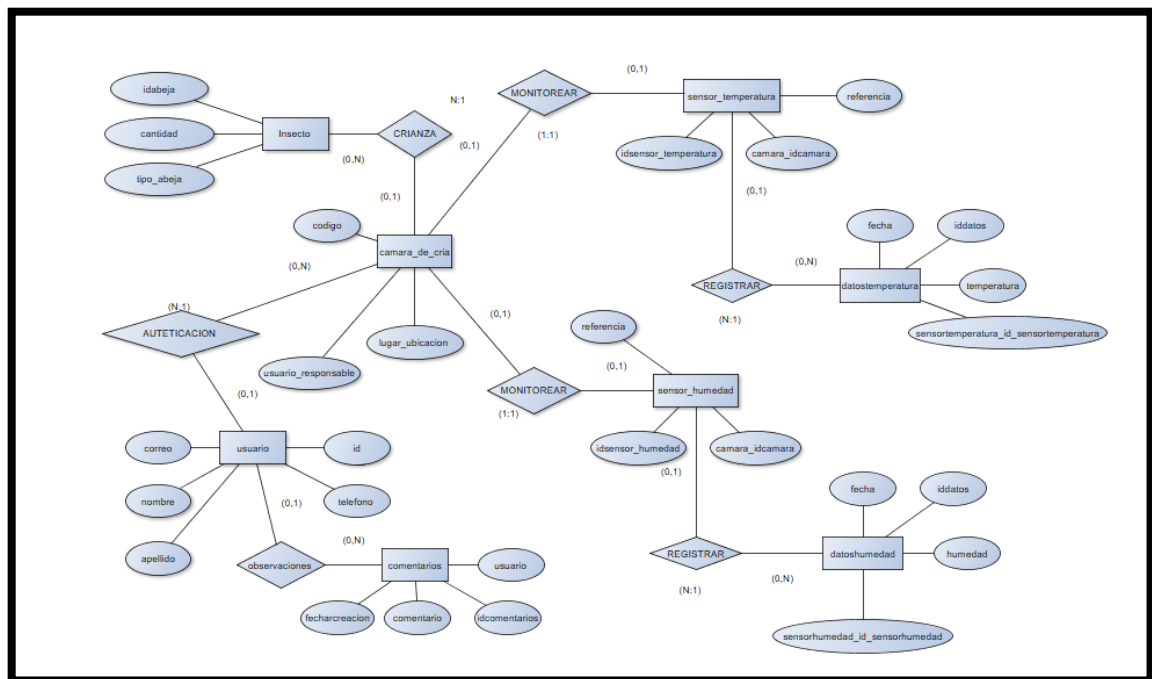 MONITOREAR
(0,1)
sensor_temperatura
referencia
idabeja
N:1
cantidad
Insecto
CRIANZA
(1:1)
(0,1)
(0,N)
idsensor_temperatura
camara_idcamara
tipo_abeja
(0,1)
(0,1)
codigo
fecha
iddatos
camara_de_cria
(0,N)
(0,N)
REGISTRAR
datostemperatura
temperatura
(N:1)
(0,1)
(N:1)
AUTETICACION
referencia
sensortemperatura_id_sensortemperatura
lugar_ubicacion
usuario_responsable
(0,1)
MONITOREAR
sensor_humedad
(0,1)
(1:1)
correo
usuario
id
idsensor_humedad
camara_idcamara
(0,1)
nombre
(0,1)
telefono
fecha
iddatos
(0,N)
apellido
observaciones
comentarios
usuario
REGISTRAR
datoshumedad
humedad
(0,N)
(N:1)
fecharcreacion
comentario
idcomentarios
sensorhumedad_id_sensorhumedad